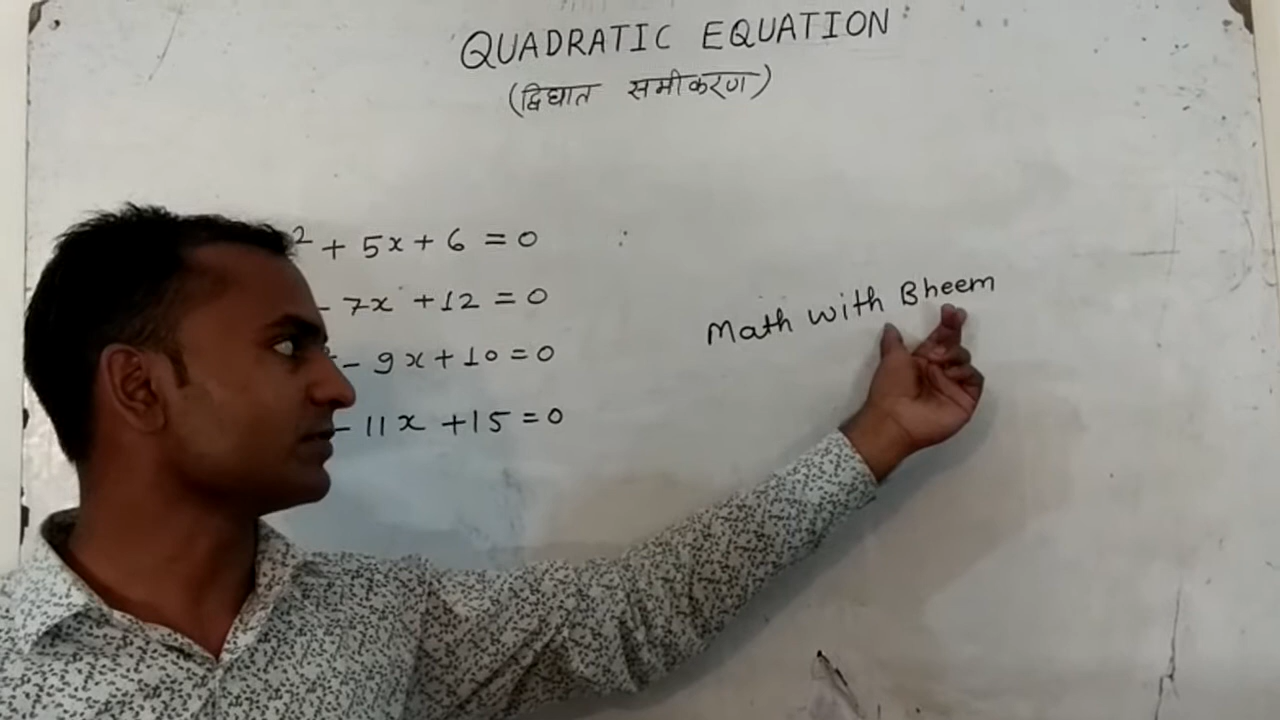 QUADRATIC EQUATION
(द्विघात समीकरण)
² + 5x + 6 = 0
- 7x + 12 = 0
- 9x + 10 = 0
- 11x + 15 = 0
Math with Bheem